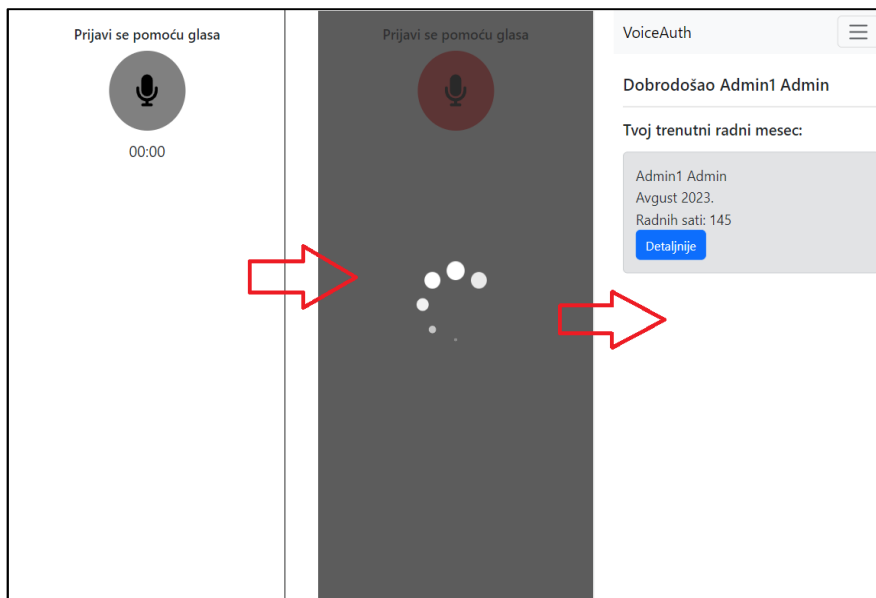 Prijavi se pomoću glasa
00:00
Prijavi se pomoću glasa
VoiceAuth
Dobrodošao Admin1 Admin
Tvoj trenutni radni mesec:
Admin1 Admin
Avgust 2023.
Radnih sati: 145
Detaljnije